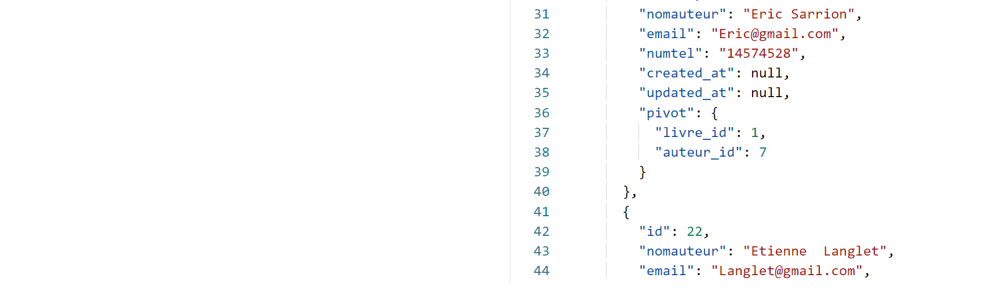 31 "nomauteur": "Eric Sarrion",
32 "email": "Eric@gmail.com",
33 "numtel": "14574528",
34 "created_at": null,
35 "updated_at": null,
36 "pivot": {
37 "livre_id": 1,
38 "auteur_id": 7
39 }
40 },
41 {
42 "id": 22,
43 "nomauteur": "Etienne  Langlet",
44 "email": "Langlet@gmail.com",